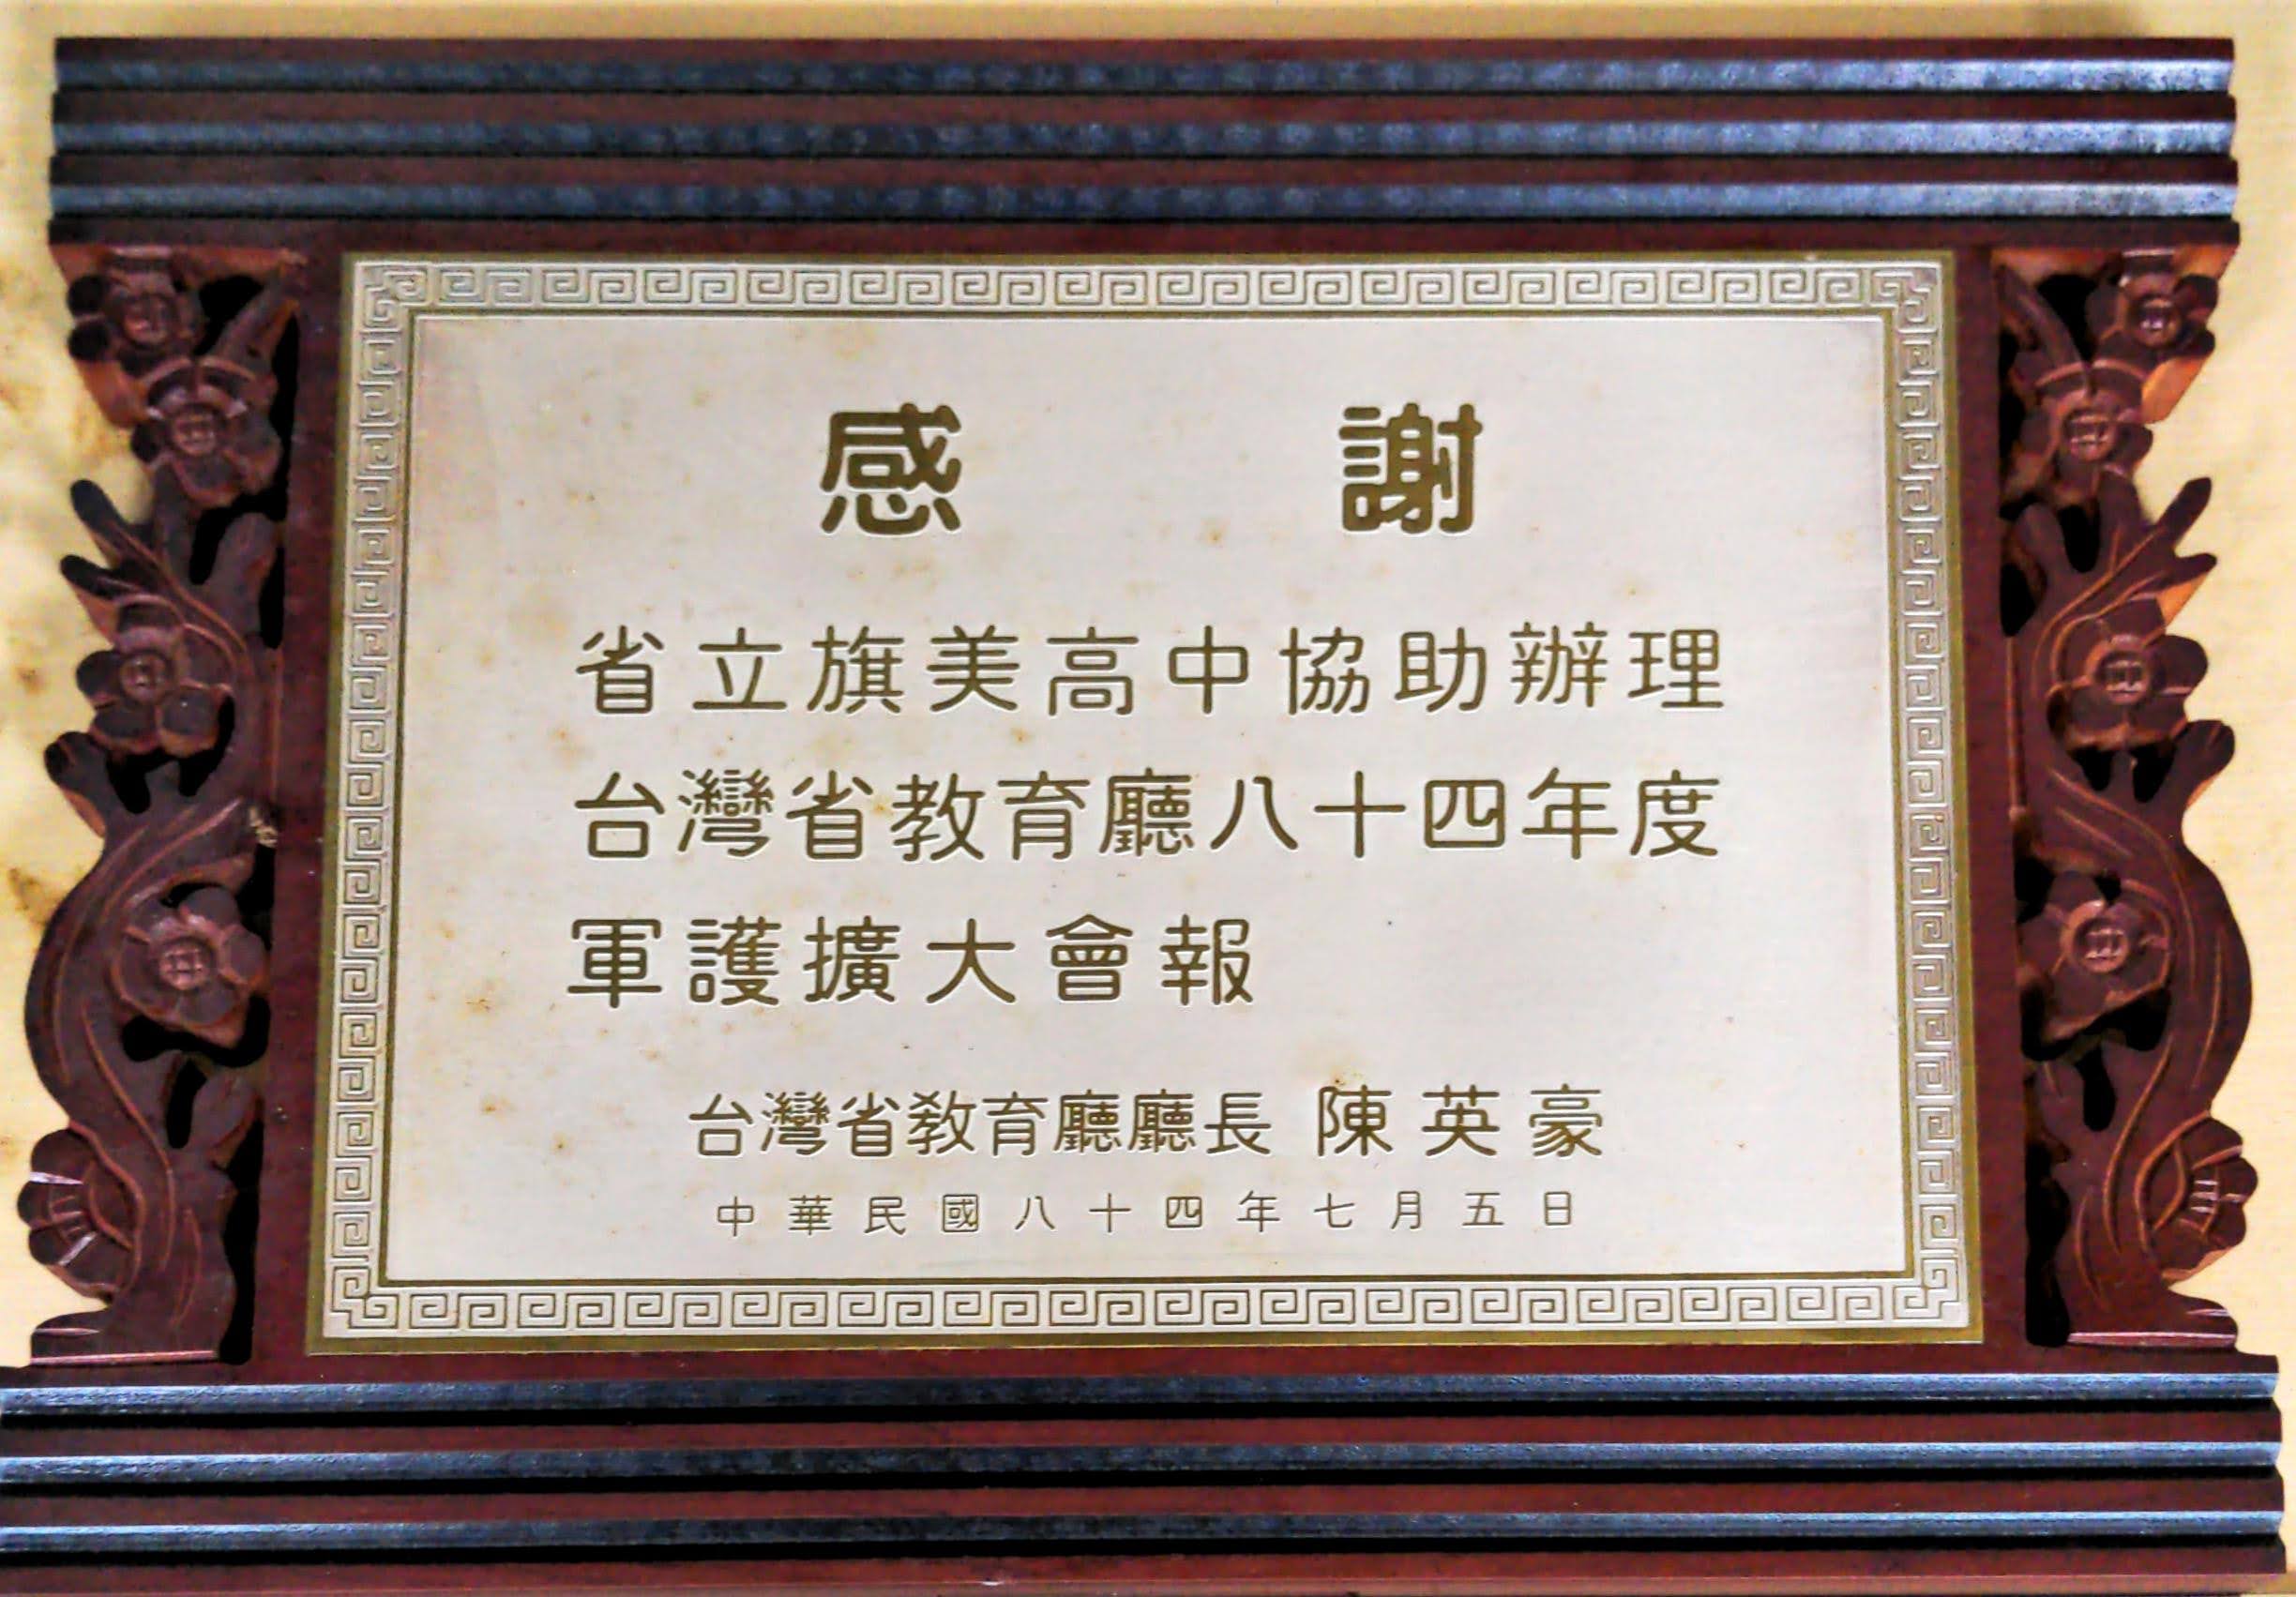 感 謝
省立旗美高中協助辦理
台灣省教育廳八十四年度
軍護擴大會報
台灣省教育廳廳長 陳英豪
中華民國八十四年七月五日